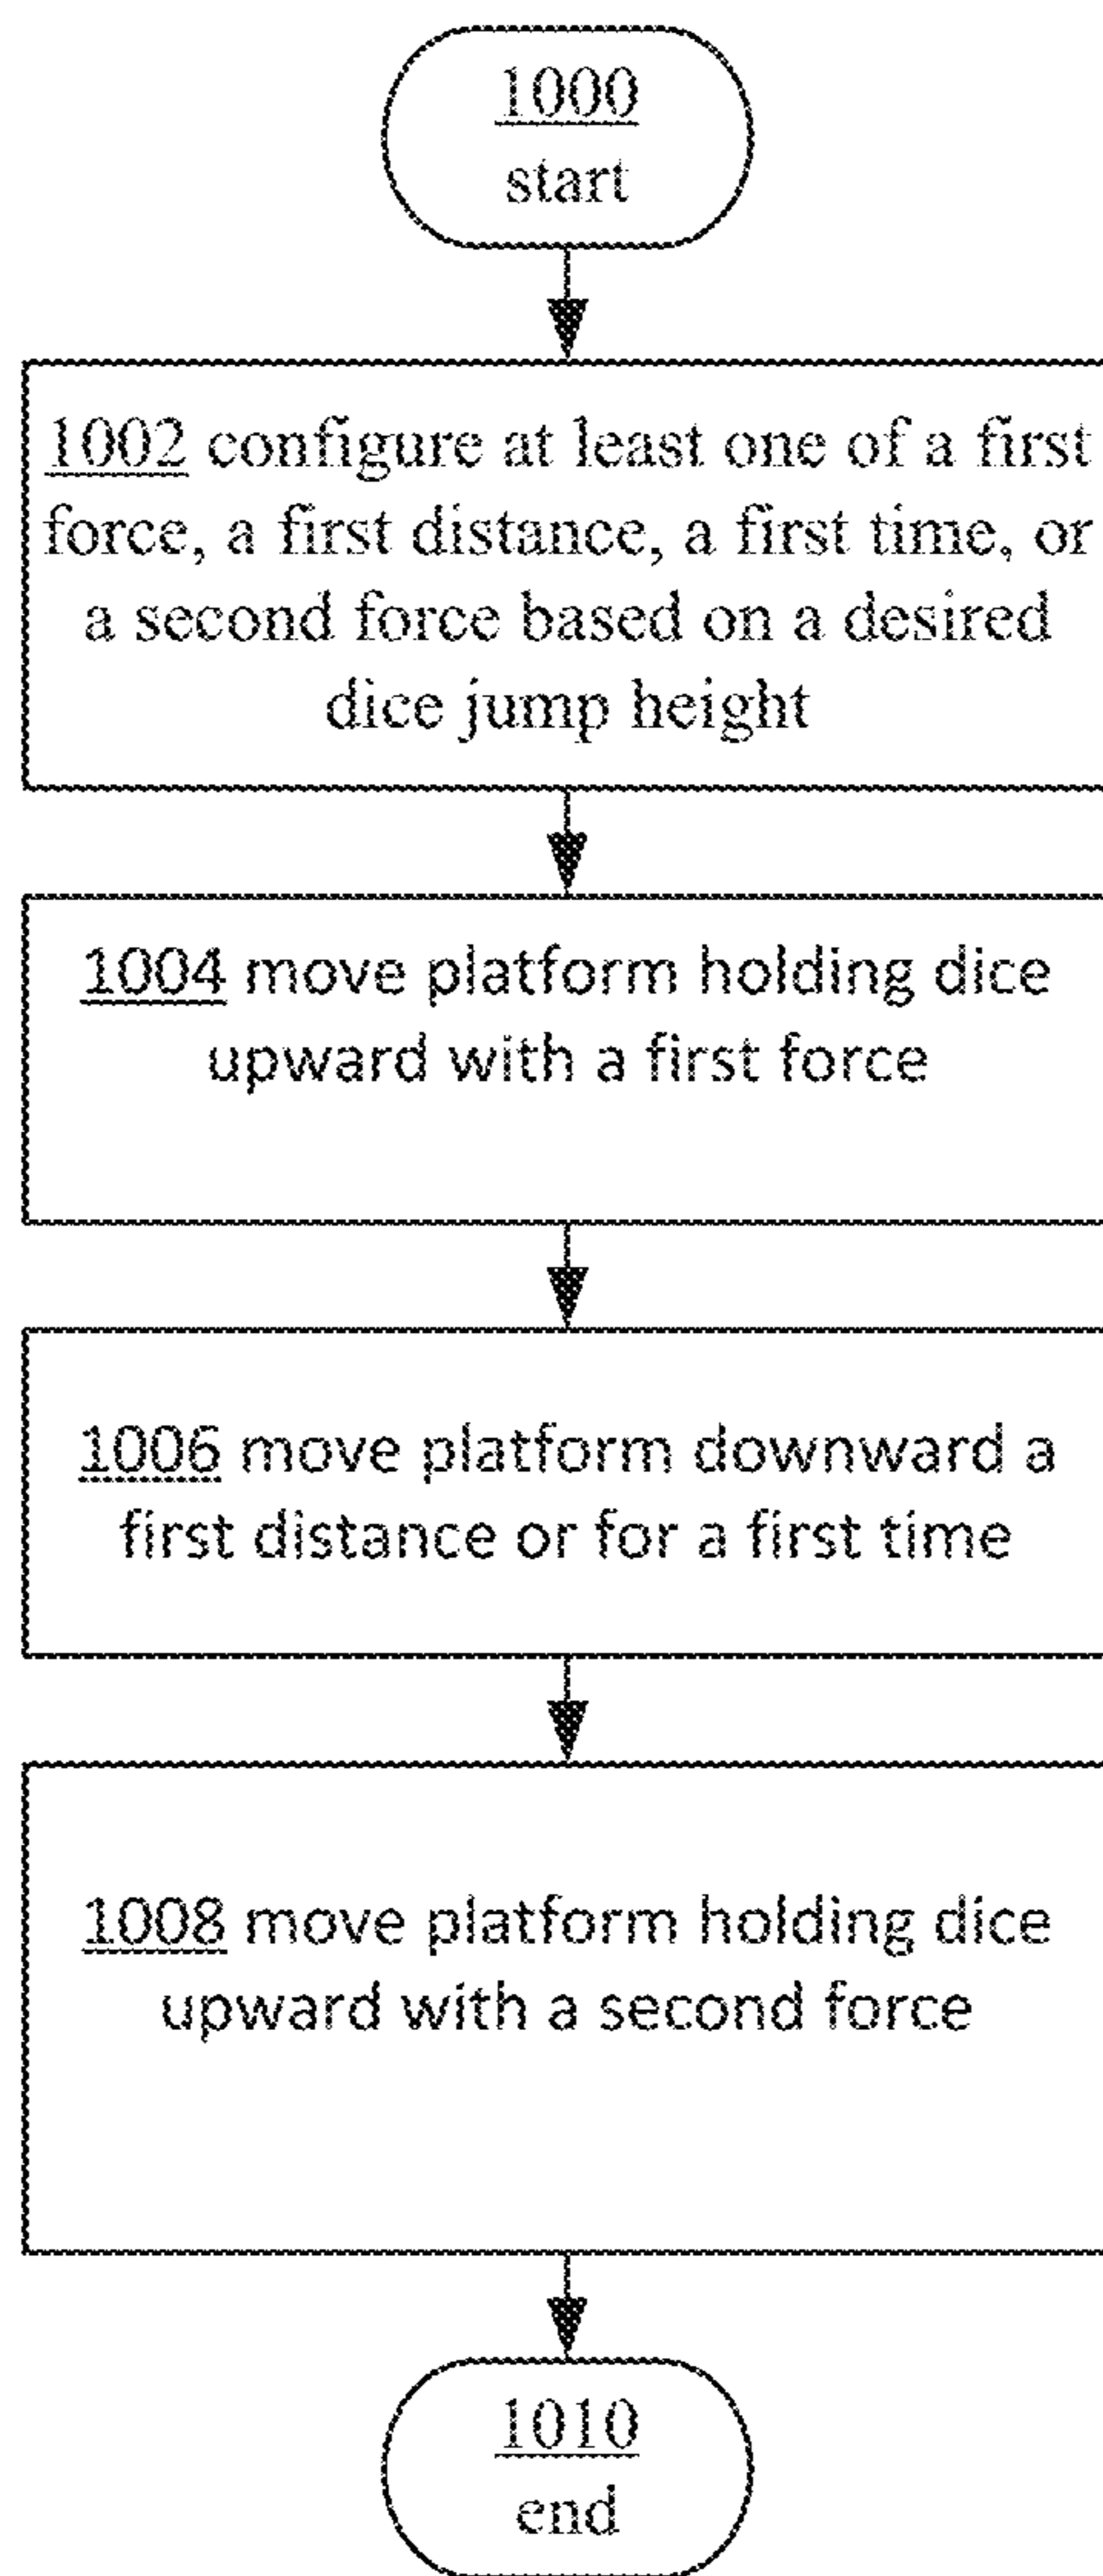 1000
start
1002 configure at least one of a first
force, a first distance, a first time, or
a second force based on a desired
dice jump height
1004 move platform holding dice
upward with a first force
1006 move platform downward a
first distance or for a first time
1008 move platform holding dice
upward with a second force
1010
end